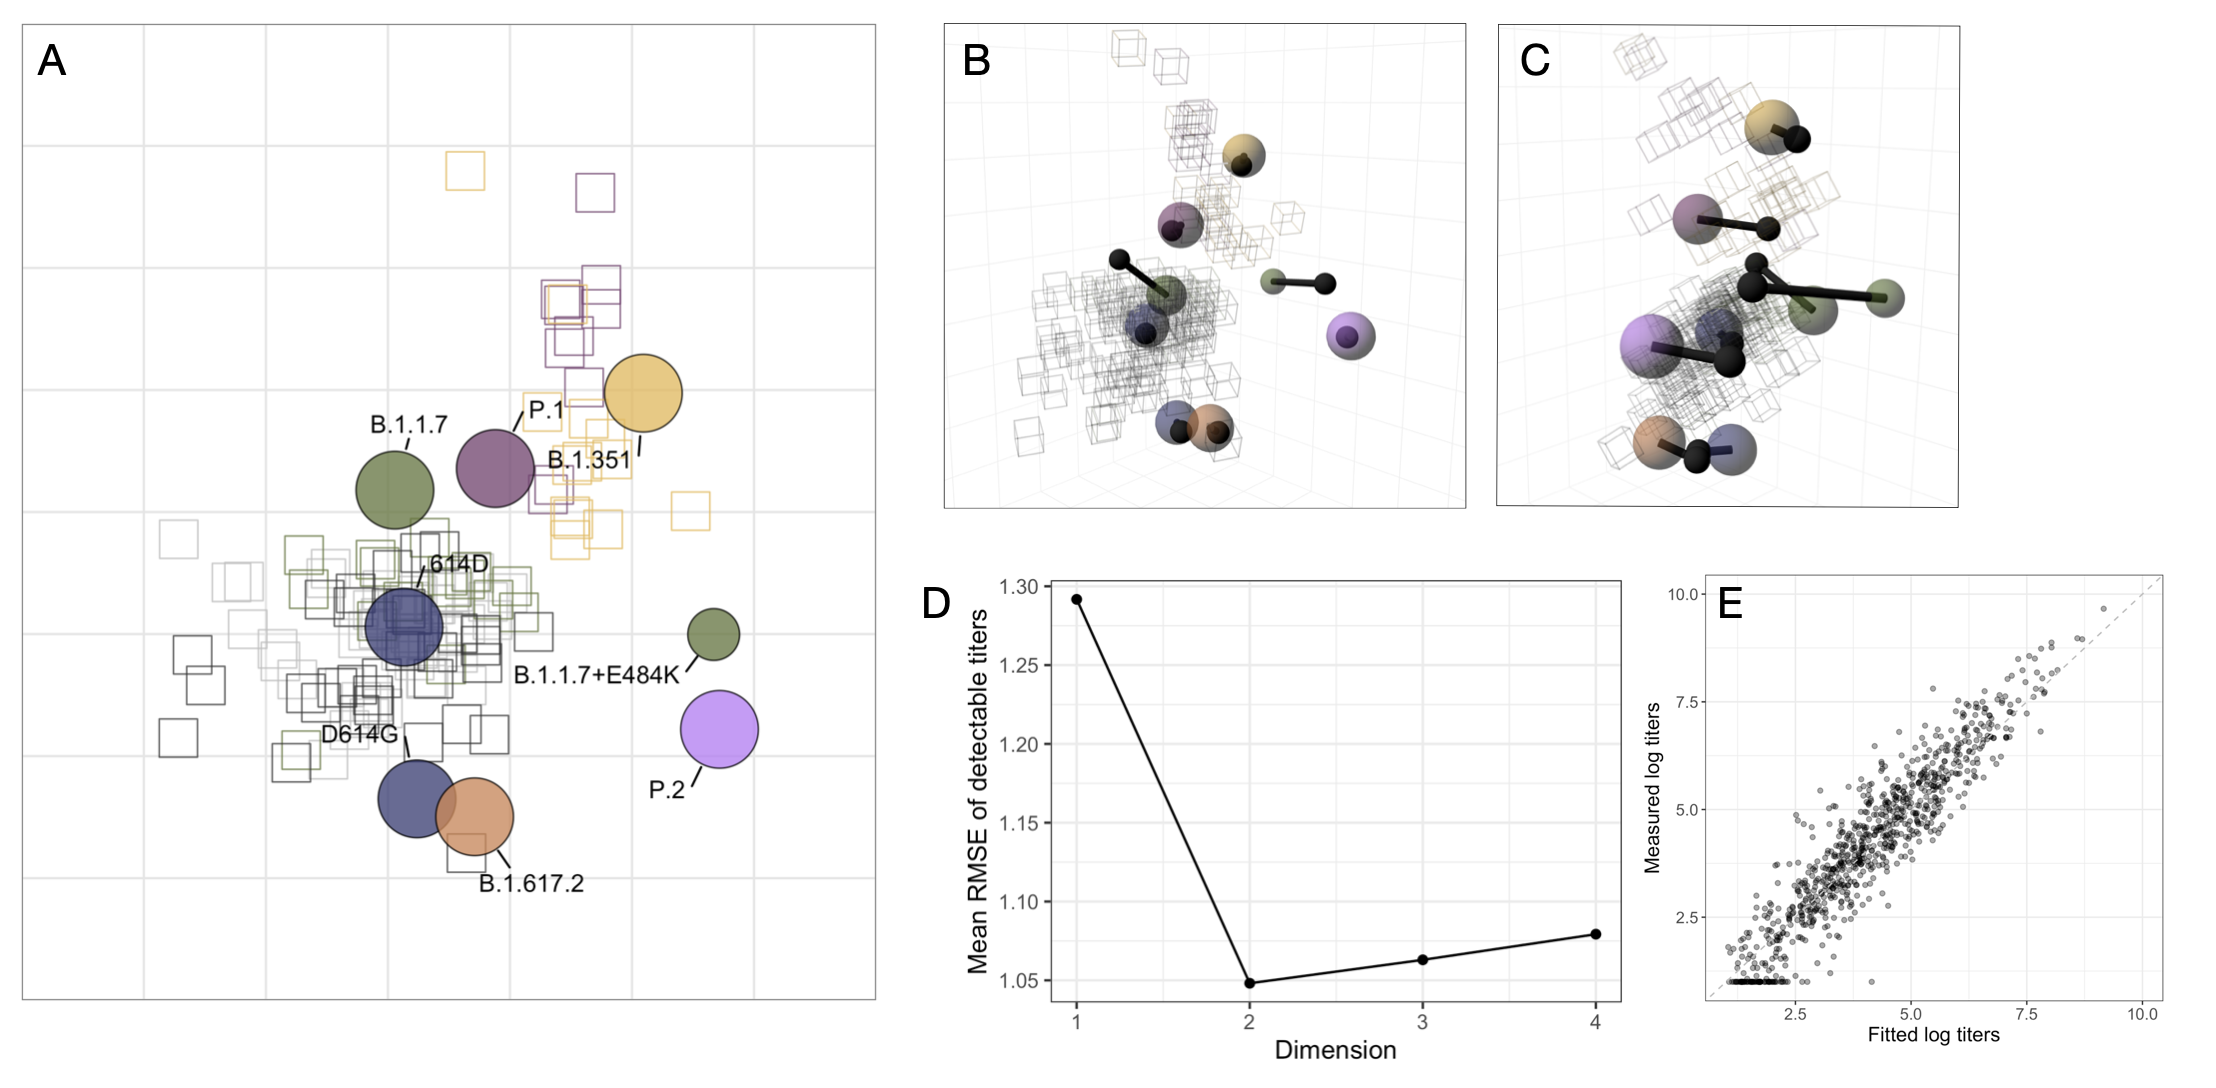 A
B.1.1.7
P.1
B.1.351
614D
B.1.1.7+E484K
D614G
P.2
B.1.617.2
B
C
D
Mean RMSE of detectable titers
1.30
1.25
1.20
1.15
1.10
1.05
1
2
3
4
Dimension
E
Measured log titers
10.0
7.5
5.0
2.5
2.5
5.0
7.5
10.0
Fitted log titers